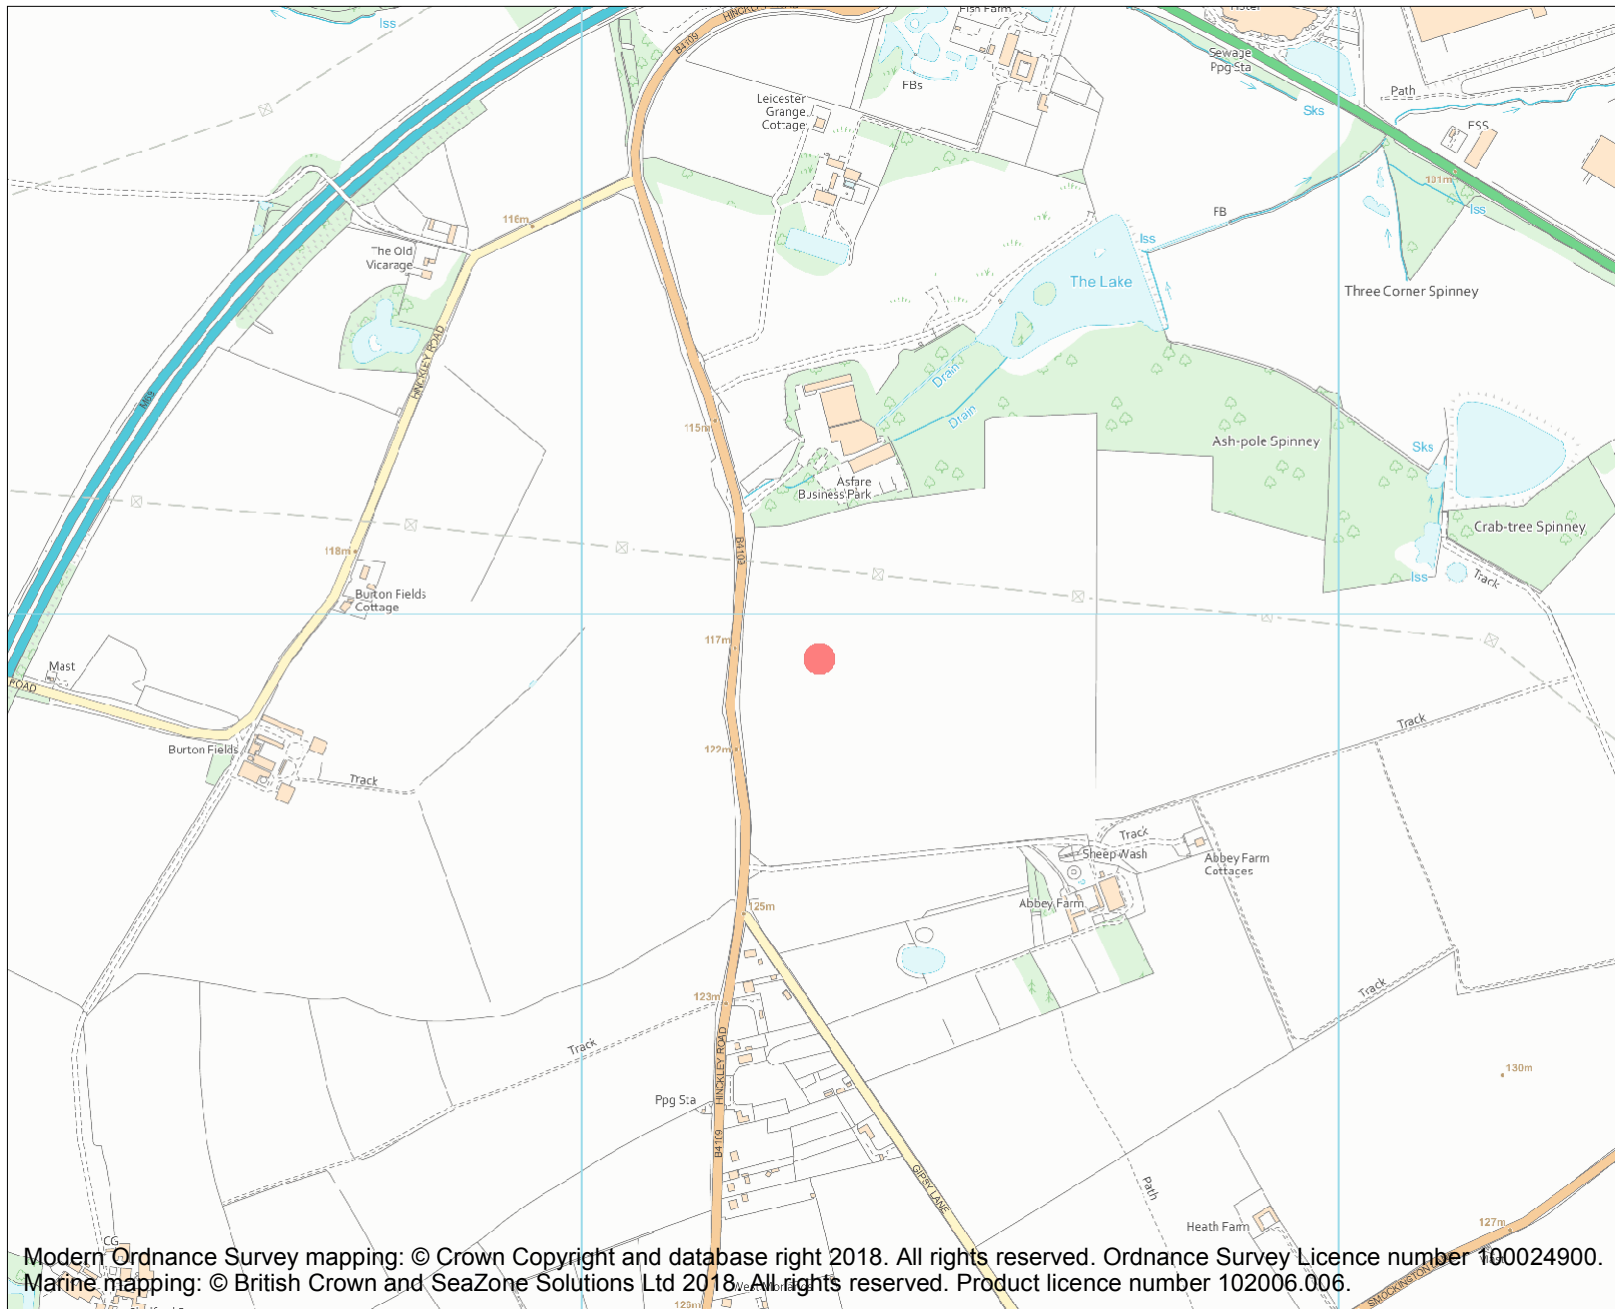 Iss
HINCKLEY ROAD
B4109
Fish Farm
FBs
Leicester
Grange
Cottage
Sewage
Ppg Sta
Sks
Path
ESS
131m
Iss
FB
Iss
The Lake
Three Corner Spinney
116m
The Old
Vicarage
HINCKLEY ROAD
M69
115m
Drain
Drain
Ash-pole Spinney
Sks
Asfare
Business Park
Crab-tree Spinney
B4109
118m
Iss
Track
Burton Fields
Cottage
117m
Mast
ROAD
Track
Burton Fields
122m
Track
Track
Sheep Wash
Abbey Farm
Cottages
Abbey Farm
125m
123m
Track
Track
HINCKLEY ROAD
130m
Ppg Sta
B4109
GIPSY LANE
Path
Heath Farm
127m
CG
Modern Ordnance Survey mapping: © Crown Copyright and database right 2018. All rights reserved. Ordnance Survey Licence number 100024900.
Marine mapping: © British Crown and SeaZone Solutions Ltd 2018. All rights reserved. Product licence number 102006.006.